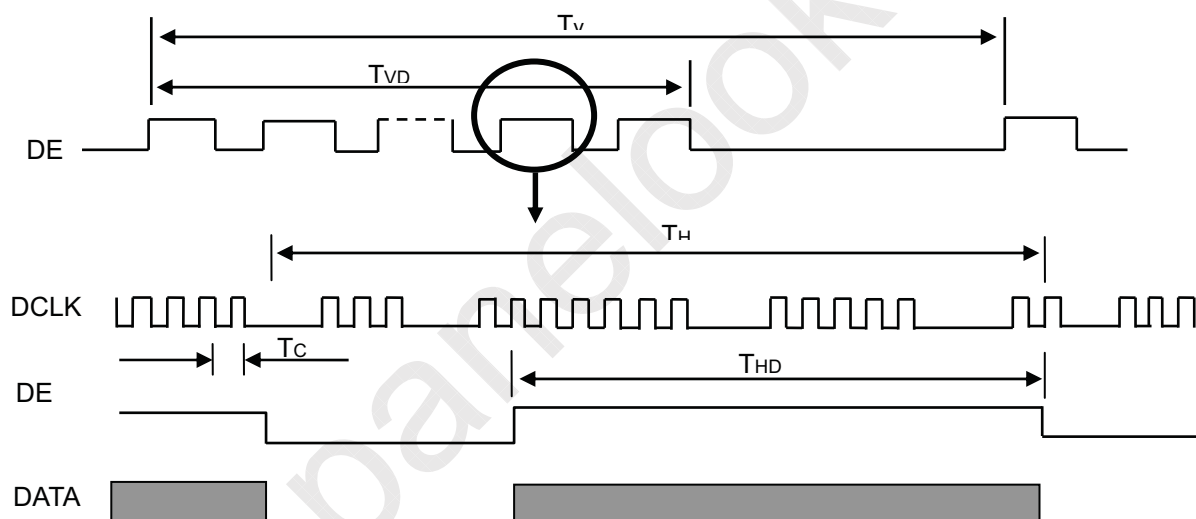 Tv
TVD
DE
TH
DCLK
TC
THD
DE
DATA
panelook